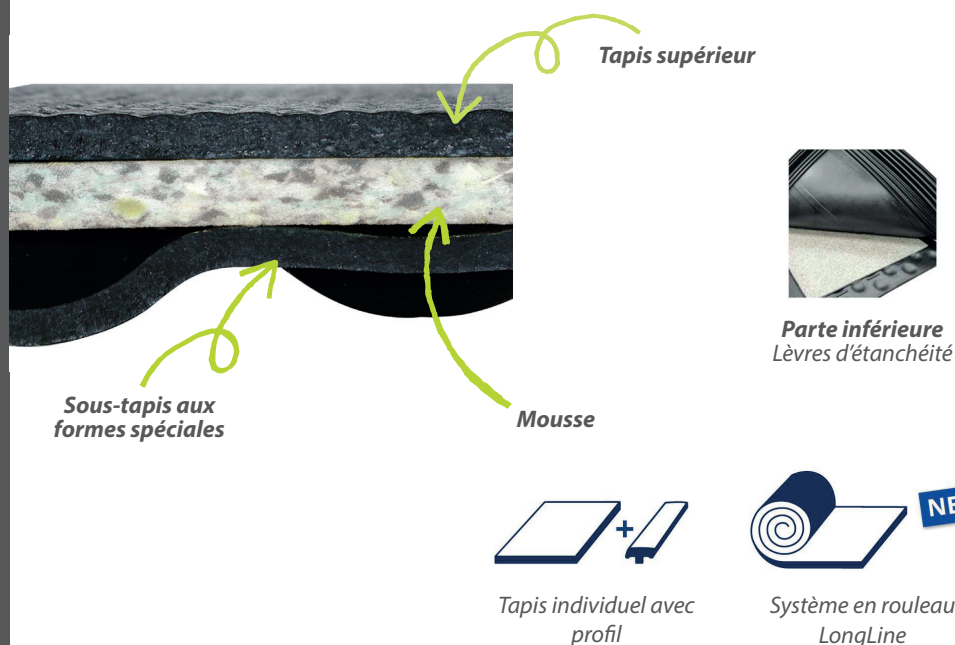 Tapis supérieur
Parte inférieure
Lèvres d'étanchéité
Sous-tapis aux
formes spéciales
Mousse
Tapis individuel avec
profil
Système en rouleau
LongLine